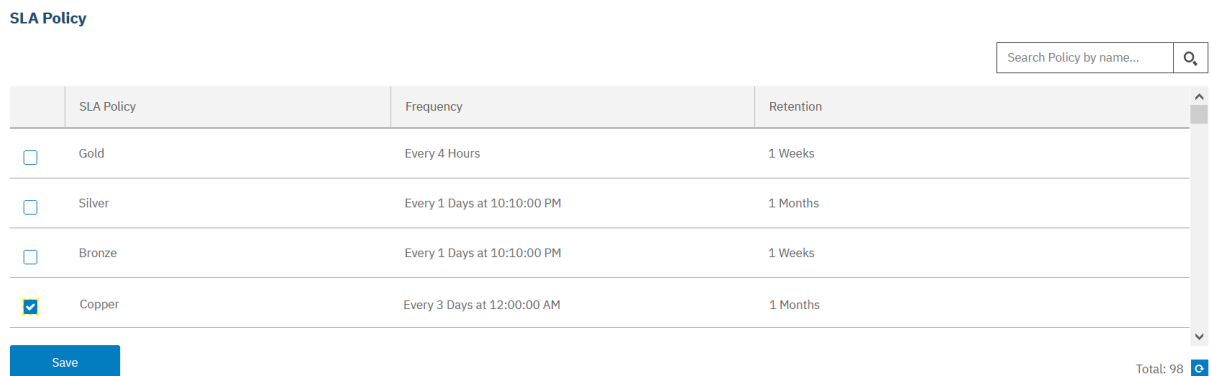 SLA Policy
Search Policy by name...
SLA Policy Frequency Retention
Gold Every 4 Hours 1 Weeks
Silver Every 1 Days at 10:10:00 PM 1 Months
Bronze Every 1 Days at 10:10:00 PM 1 Weeks
Copper Every 3 Days at 12:00:00 AM 1 Months
Save
Total: 98